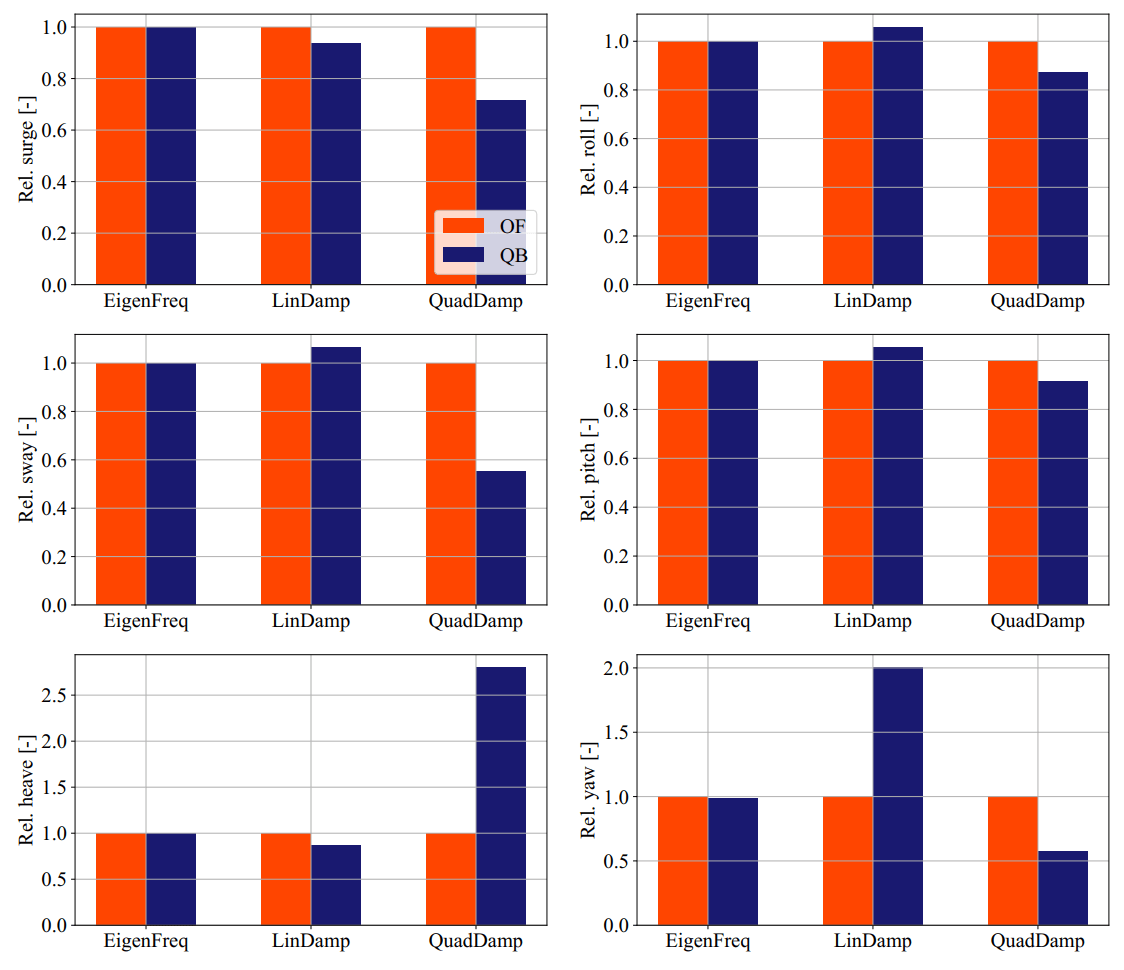 Rel. surge [-]
1.0
0.8
0.6
0.4
0.2
0.0
EigenFreq LinDamp QuadDamp
OF
QB
Rel. roll [-]
1.0
0.8
0.6
0.4
0.2
0.0
EigenFreq LinDamp QuadDamp
Rel. sway [-]
1.0
0.8
0.6
0.4
0.2
0.0
EigenFreq LinDamp QuadDamp
Rel. pitch [-]
1.0
0.8
0.6
0.4
0.2
0.0
EigenFreq LinDamp QuadDamp
Rel. heave [-]
2.5
2.0
1.5
1.0
0.5
0.0
EigenFreq LinDamp QuadDamp
Rel. yaw [-]
2.0
1.5
1.0
0.5
0.0
EigenFreq LinDamp QuadDamp